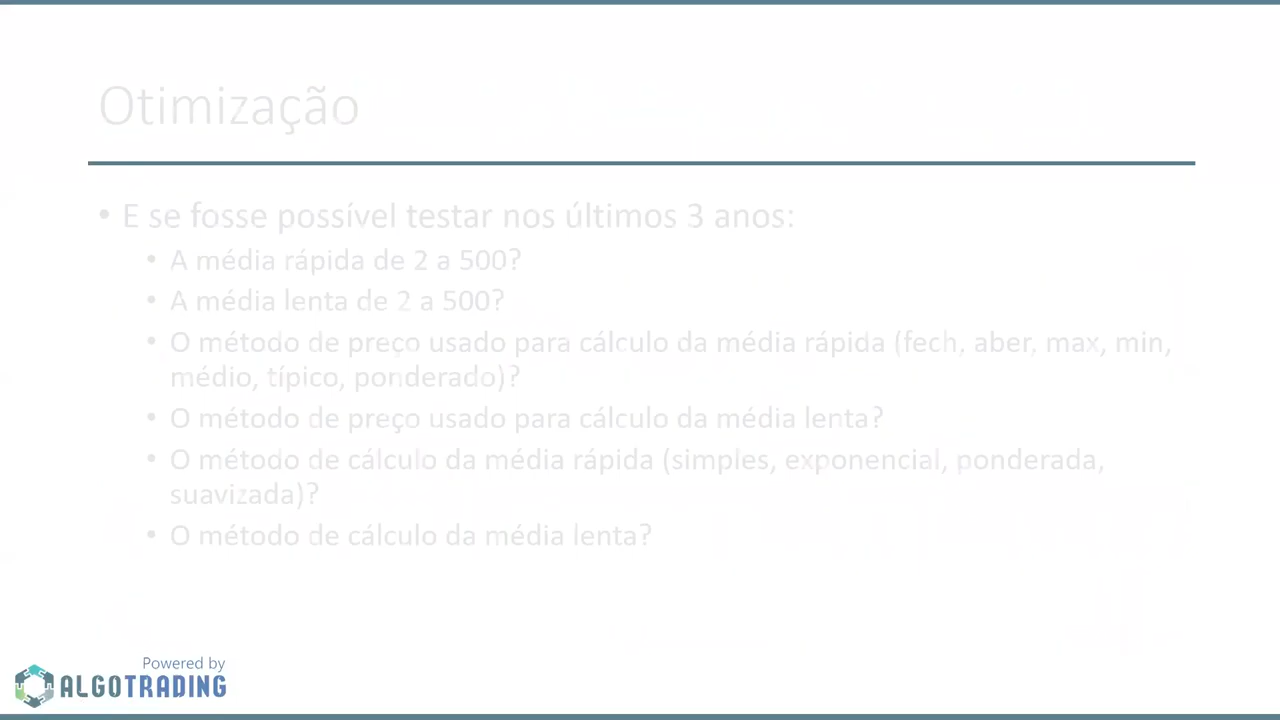 Otimização
• E se fosse possível testar nos últimos 3 anos:
• A média rápida de 2 a 500?
• A média lenta de 2 a 500?
• O método de preço usado para cálculo da média rápida (fech, aber, max, min,
médio, típico, ponderado)?
• O método de preço usado para cálculo da média lenta?
• O método de cálculo da média rápida (simples, exponencial, ponderada,
suavizada)?
• O método de cálculo da média lenta?
Powered by
ALGOTRADING